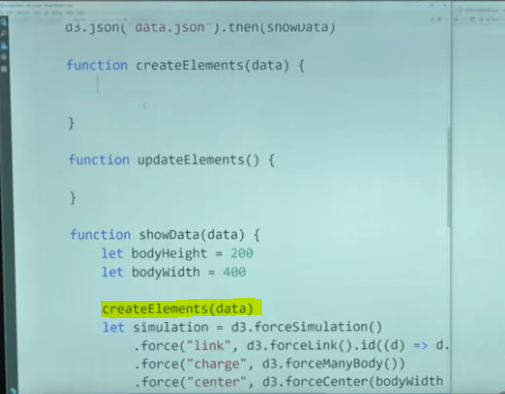 d3.json("data.json").then(showData)
function createElements(data) {
}
function updateElements() {
}
function showData(data) {
let bodyHeight = 200
let bodyWidth = 400
createElements(data)
let simulation = d3.forceSimulation()
.force("link", d3.forceLink().id((d) => d.
.force("charge", d3.forceManyBody())
.force("center", d3.forceCenter(bodyWidth